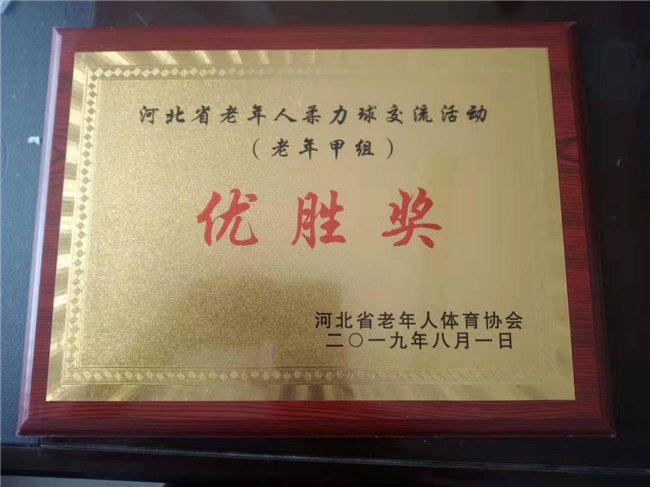 河北省老年人柔力球交流活动
（老年甲组）
优胜奖
河北省老年人体育协会
二〇一九年八月一日